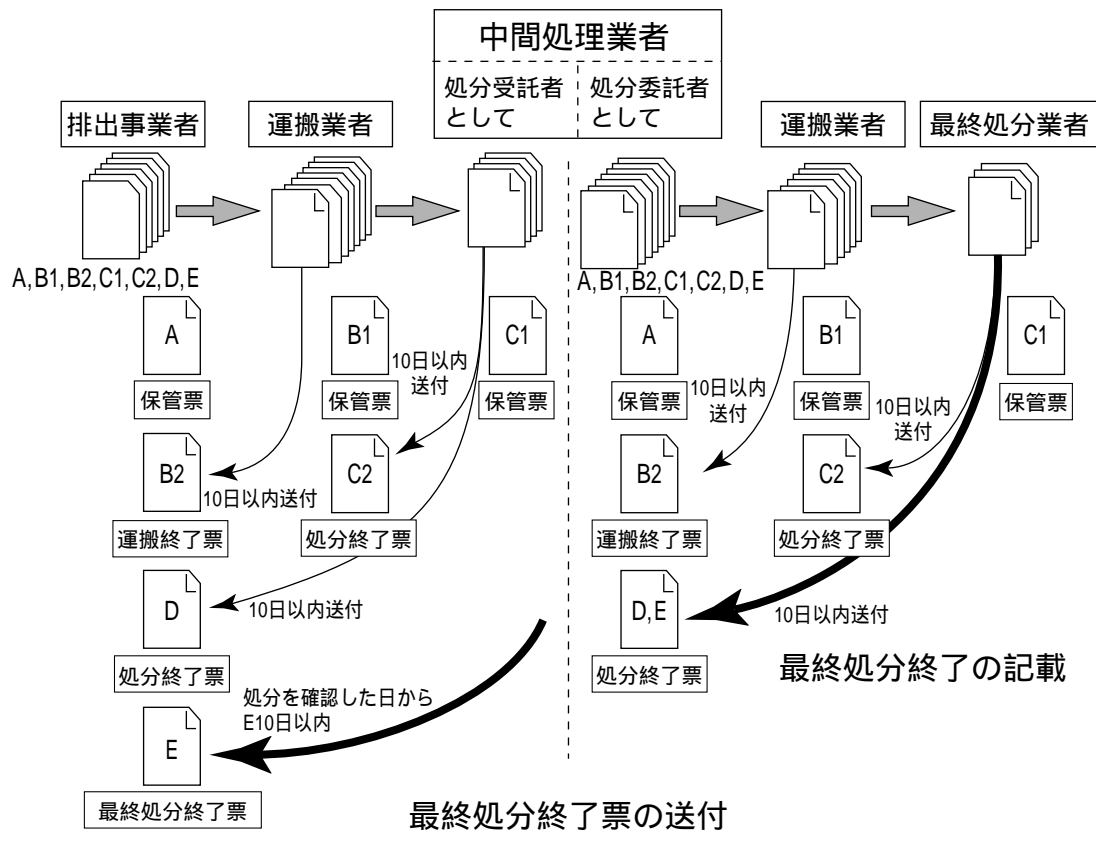 中間処理業者
処分受託者
として
処分委託者
として
排出事業者
運搬業者
運搬業者
最終処分業者
A,B1,B2,C1,C2,D,E
A,B1,B2,C1,C2,D,E
A
保管票
B1
保管票
10日以内
送付
C1
保管票
A
保管票
10日以内
送付
B1
保管票
10日以内
送付
C1
保管票
B2
運搬終了票
10日以内送付
C2
処分終了票
B2
運搬終了票
C2
処分終了票
D
処分終了票
10日以内送付
D,E
処分終了票
10日以内送付
最終処分終了の記載
処分を確認した日から
E10日以内
E
最終処分終了票
最終処分終了票の送付